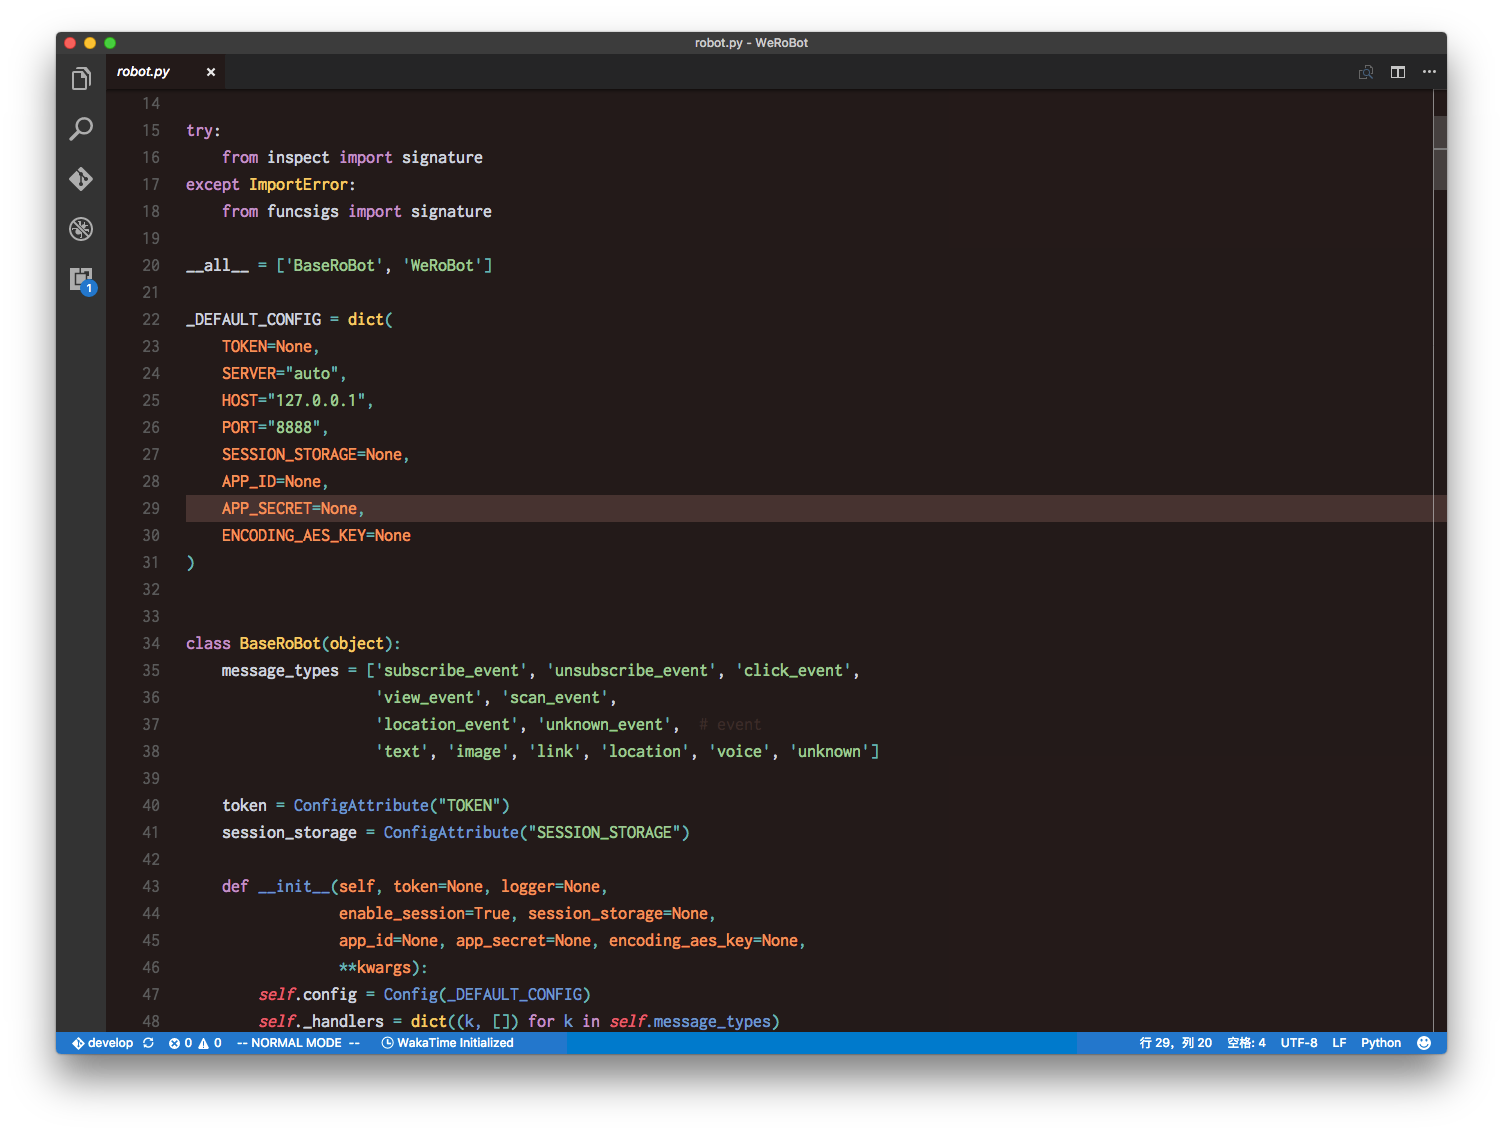 robot.py - WeRoBot
robot.py ×
14
15 try:
16     from inspect import signature
17 except ImportError:
18     from funcsigs import signature
19
20 __all__ = ['BaseRoBot', 'WeRoBot']
21
22 _DEFAULT_CONFIG = dict(
23     TOKEN=None,
24     SERVER="auto",
25     HOST="127.0.0.1",
26     PORT="8888",
27     SESSION_STORAGE=None,
28     APP_ID=None,
29     APP_SECRET=None,
30     ENCODING_AES_KEY=None
31 )
32
33
34 class BaseRoBot(object):
35     message_types = ['subscribe_event', 'unsubscribe_event', 'click_event',
36                      'view_event', 'scan_event',
37                      'location_event', 'unknown_event',  # event
38                      'text', 'image', 'link', 'location', 'voice', 'unknown']
39
40     token = ConfigAttribute("TOKEN")
41     session_storage = ConfigAttribute("SESSION_STORAGE")
42
43     def __init__(self, token=None, logger=None,
44                  enable_session=True, session_storage=None,
45                  app_id=None, app_secret=None, encoding_aes_key=None,
46                  **kwargs):
47         self.config = Config(_DEFAULT_CONFIG)
48         self._handlers = dict((k, []) for k in self.message_types)
1
develop 0 0 -- NORMAL MODE -- WakaTime Initialized 行 29，列 20 空格: 4 UTF-8 LF Python